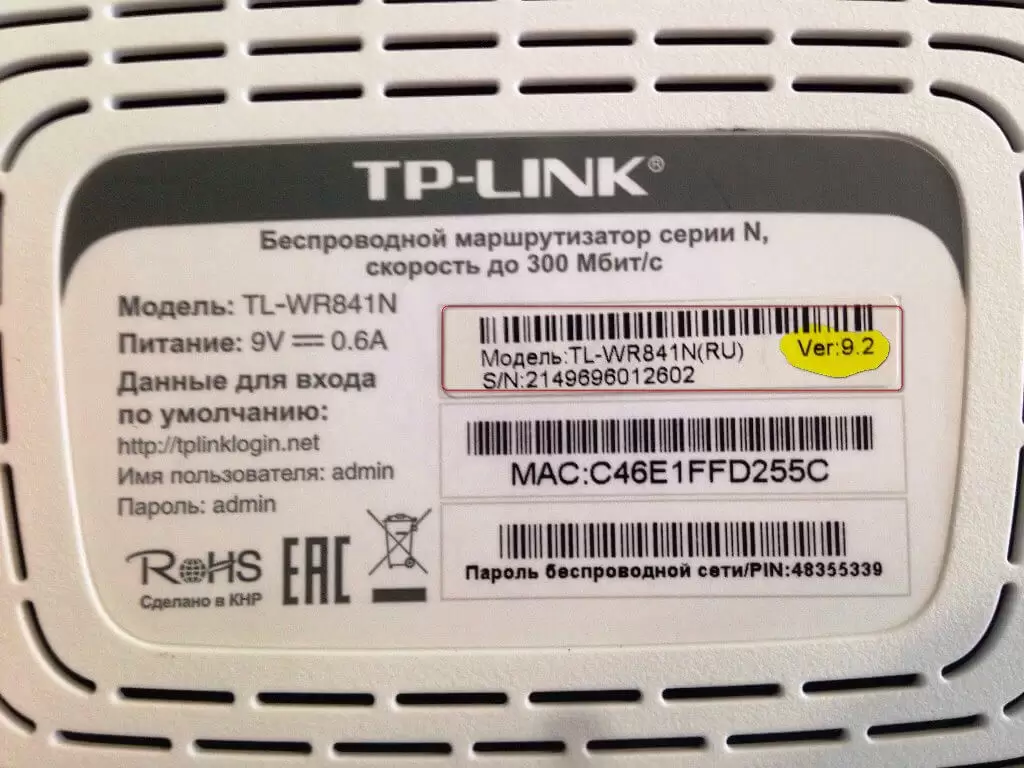 TP-LINK®
Беспроводной маршрутизатор серии N,
скорость до 300 Мбит/с
Модель: TL-WR841N
Питание: 9V 0.6A
Данные для входа
по умолчанию:
http://tplinklogin.net
Имя пользователя: admin
Пароль: admin
RoHS
Сделано в КНР
EAC
Модель:TL-WR841N(RU) Ver:9.2
S/N:2149696012602
MAC:C46E1FFD255C
Пароль беспроводной сети/PIN:48355339